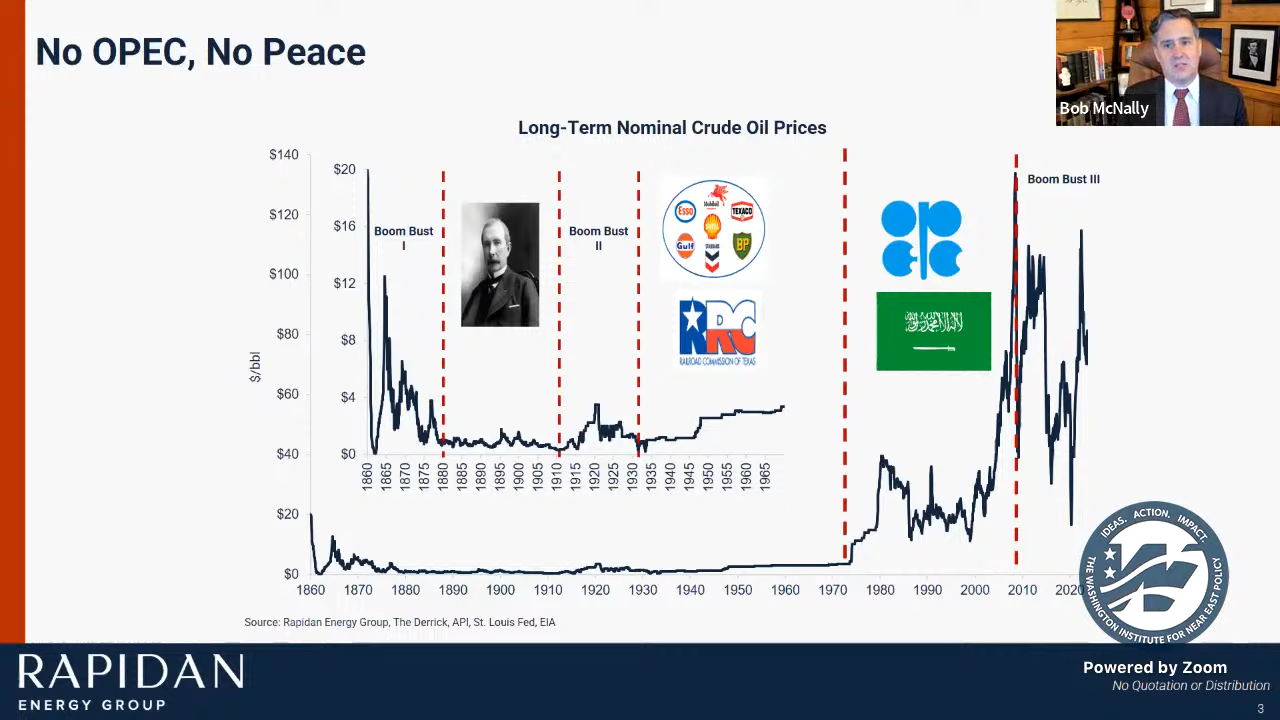 No OPEC, No Peace
Bob McNally
Long-Term Nominal Crude Oil Prices
$/bbl
$140
$120
$100
$80
$60
$40
$20
$0
$20
$16
$12
$8
$4
$0
Boom Bust
I
Boom Bust
II
Esso
Mobil
TEXACO
SHELL
Gulf
STANDARD
BP
RRC
RAILROAD COMMISSION OF TEXAS
Boom Bust III
1860 1865 1870 1875 1880 1885 1890 1895 1900 1905 1910 1915 1920 1925 1930 1935 1940 1945 1950 1955 1960 1965
1860 1870 1880 1890 1900 1910 1920 1930 1940 1950 1960 1970 1980 1990 2000 2010 2020
Source: Rapidan Energy Group, The Derrick, API, St. Louis Fed, EIA
IDEAS. ACTION. IMPACT.
THE WASHINGTON INSTITUTE FOR NEAR EAST POLICY
RAPIDAN
ENERGY GROUP
Powered by Zoom
No Quotation or Distribution
3